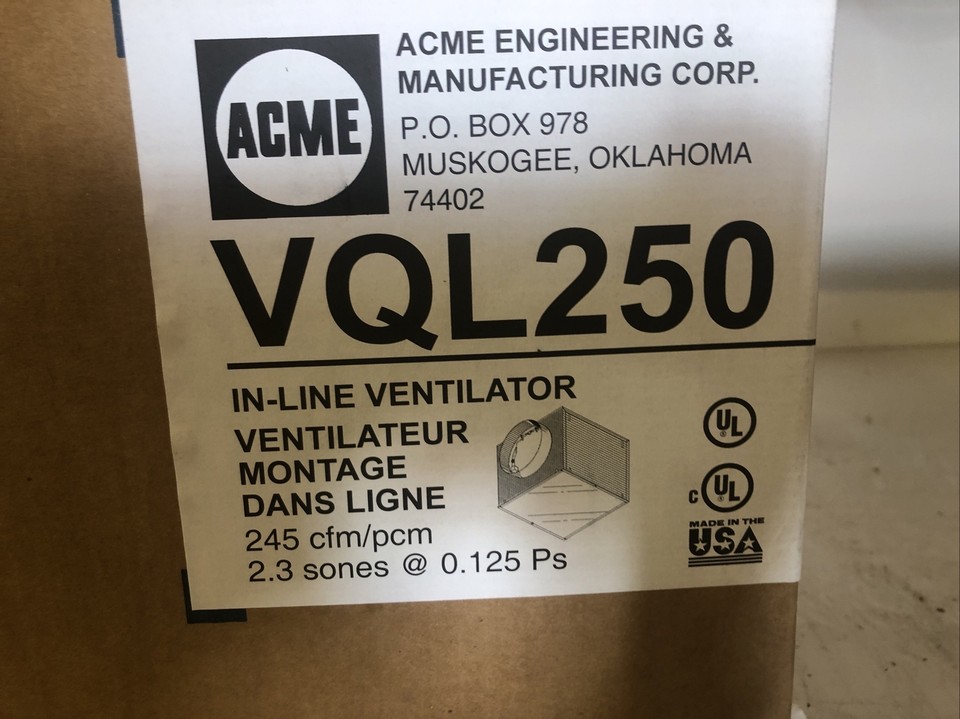 ACME
ACME ENGINEERING &
MANUFACTURING CORP.
P.O. BOX 978
MUSKOGEE, OKLAHOMA
74402
VQL250
IN-LINE VENTILATOR
VENTILATEUR
MONTAGE
DANS LIGNE
245 cfm/pcm
2.3 sones @ 0.125 Ps
UL
®
c UL
®
MADE IN THE
USA